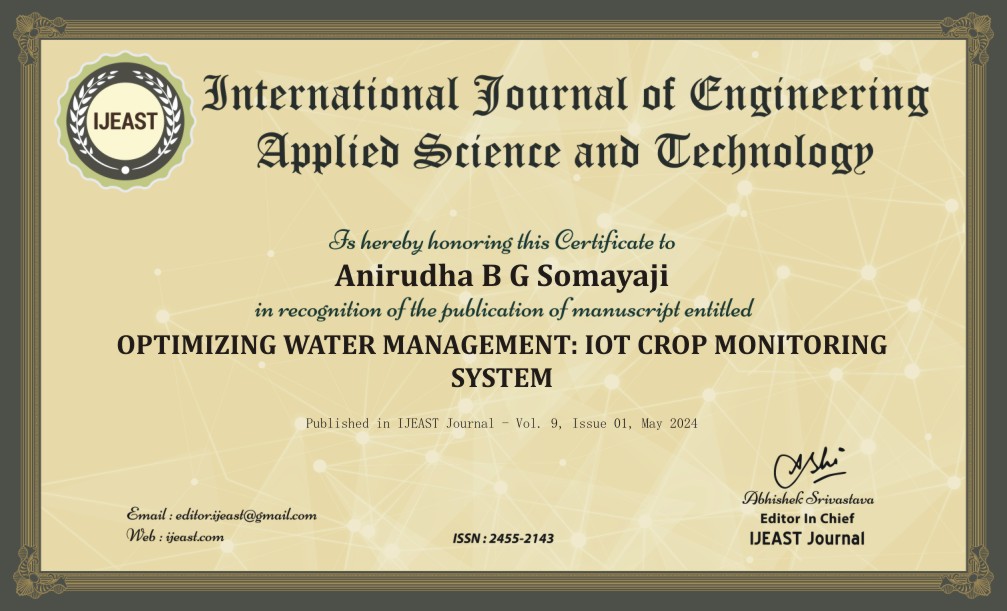 IJEAST
International Journal of Engineering
Applied Science and Technology
Is hereby honoring this Certificate to
Anirudha B G Somayaji
in recognition of the publication of manuscript entitled
OPTIMIZING WATER MANAGEMENT: IOT CROP MONITORING
SYSTEM
Published in IJEAST Journal - Vol. 9, Issue 01, May 2024
Email : editor.ijeast@gmail.com
Web : ijeast.com
ISSN : 2455-2143
Abhi
Abhishek Srivastava
Editor In Chief
IJEAST Journal